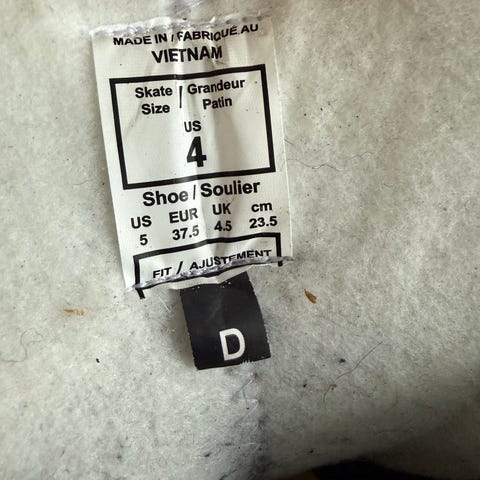 MADE IN / FABRIQUÉ AU
VIETNAM
Skate / Grandeur
Size Patin
US
4
Shoe / Soulier
US EUR UK cm
5 37.5 4.5 23.5
FIT / AJUSTEMENT
D